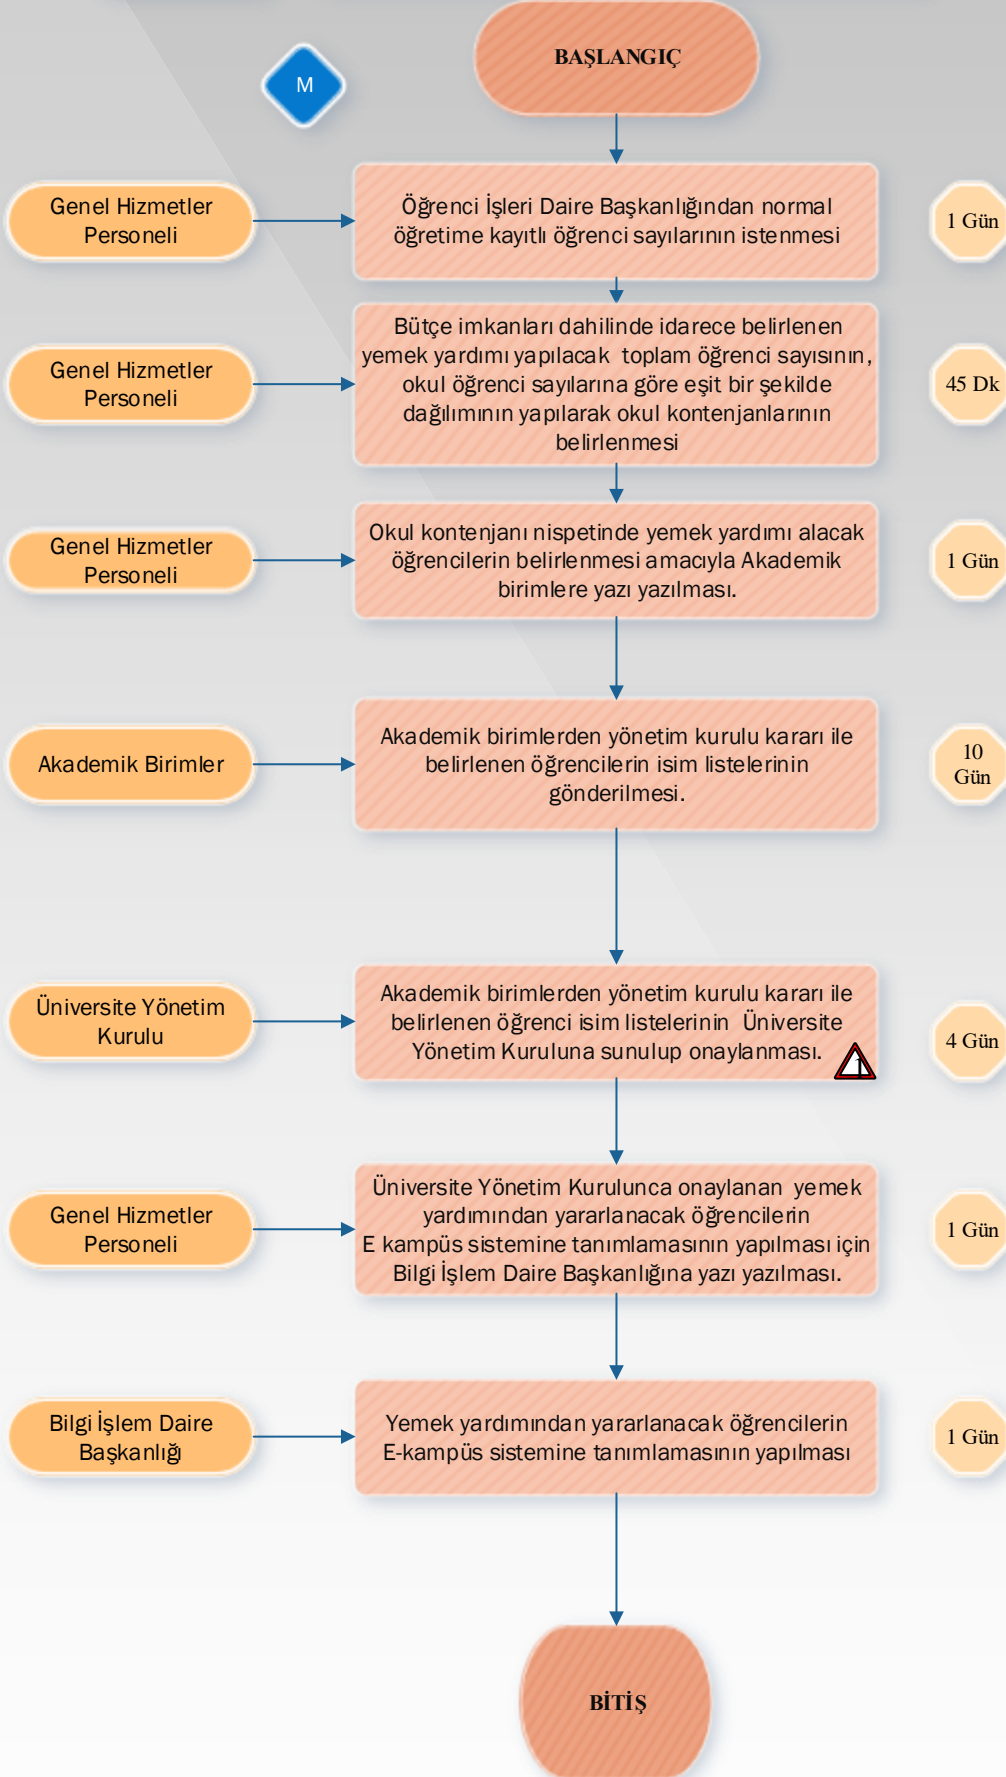 BAŞLANGIÇ
M
Genel Hizmetler
Personeli
Öğrenci İşleri Daire Başkanlığından normal
öğretime kayıtlı öğrenci sayılarının istenmesi
1 Gün
Genel Hizmetler
Personeli
Bütçe imkanları dahilinde idarece belirlenen
yemek yardımı yapılacak toplam öğrenci sayısının,
okul öğrenci sayılarına göre eşit bir şekilde
dağılımının yapılarak okul kontenjanlarının
belirlenmesi
45 Dk
Genel Hizmetler
Personeli
Okul kontenjanı nispetinde yemek yardımı alacak
öğrencilerin belirlenmesi amacıyla Akademik
birimlere yazı yazılması.
1 Gün
Akademik Birimler
Akademik birimlerden yönetim kurulu kararı ile
belirlenen öğrencilerin isim listelerinin
gönderilmesi.
10
Gün
Üniversite Yönetim
Kurulu
Akademik birimlerden yönetim kurulu kararı ile
belirlenen öğrenci isim listelerinin Üniversite
Yönetim Kuruluna sunulup onaylanması.
1
4 Gün
Genel Hizmetler
Personeli
Üniversite Yönetim Kurulunca onaylanan yemek
yardımından yararlanacak öğrencilerin
E kampüs sistemine tanımlamasının yapılması için
Bilgi İşlem Daire Başkanlığına yazı yazılması.
1 Gün
Bilgi İşlem Daire
Başkanlığı
Yemek yardımından yararlanacak öğrencilerin
E-kampüs sistemine tanımlamasının yapılması
1 Gün
BİTİŞ